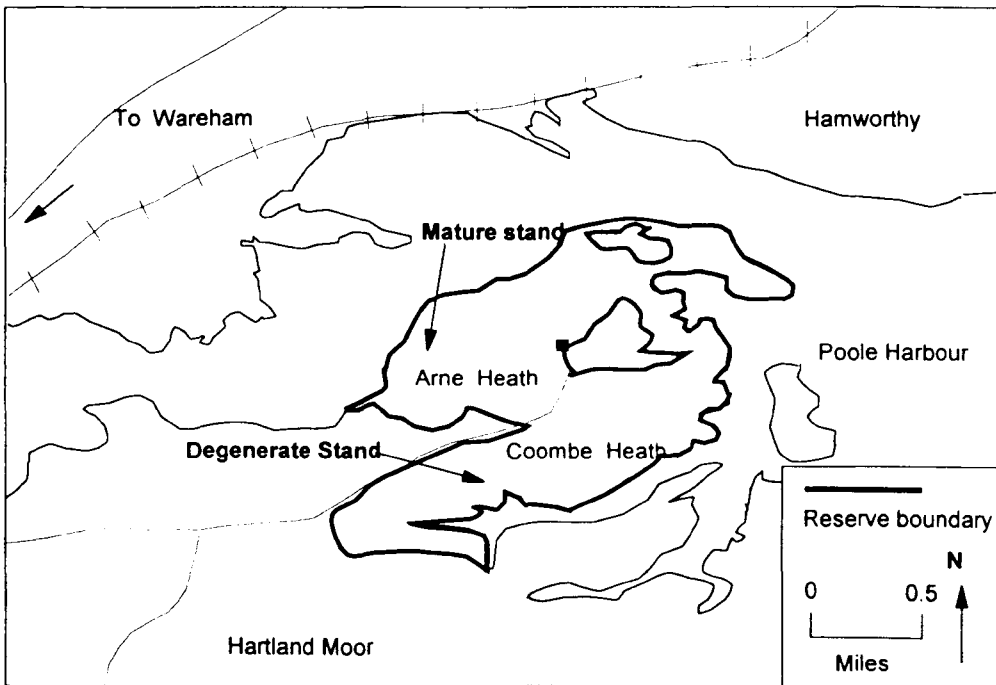 To Wareham
Hamworthy
Mature stand
Poole Harbour
Arne Heath
Degenerate Stand
Coombe Heath
Reserve boundary
N
0 0.5
Miles
Hartland Moor